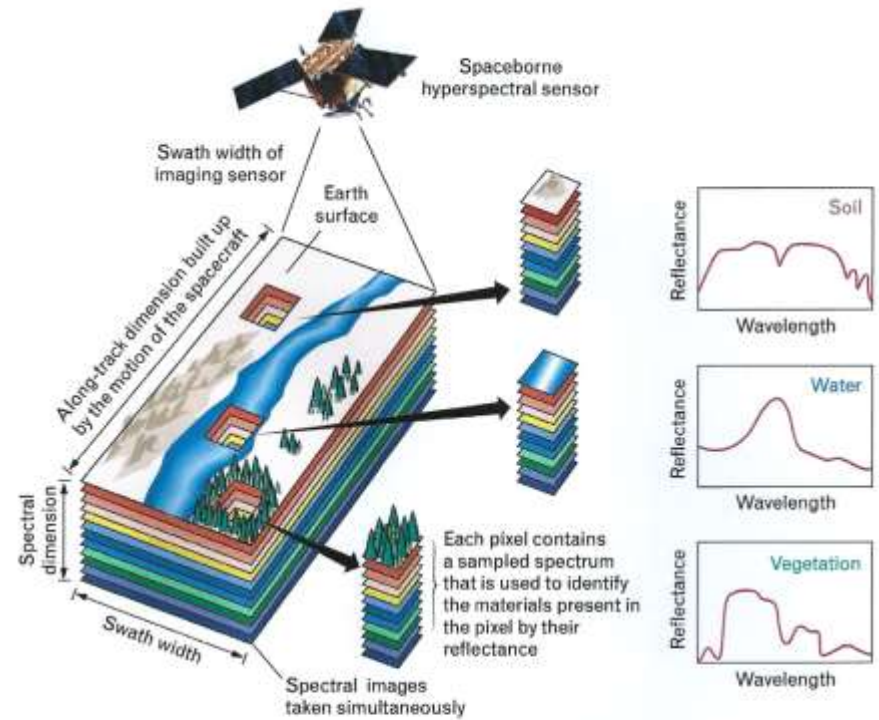 Spaceborne
hyperspectral sensor
Swath width of
imaging sensor
Earth
surface
Along-track dimension built up
by the motion of the spacecraft
Spectral
dimension
Swath width
Spectral images
taken simultaneously
Each pixel contains
a sampled spectrum
that is used to identify
the materials present in
the pixel by their
reflectance
Reflectance
Soil
Wavelength
Reflectance
Water
Wavelength
Reflectance
Vegetation
Wavelength